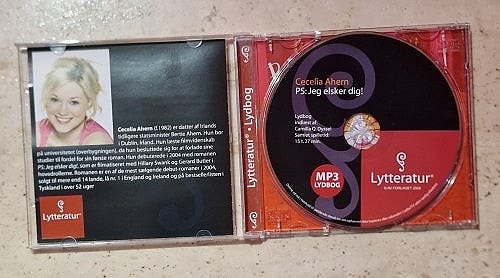 Cecelia Ahern (f. 1982) er datter af Irlands
tidligere statsminister Bertie Ahern. Hun bor
i Dublin, Irland. Hun læste filmvidenskab
på universitetet (overbygningen), da hun besluttede sig for at forlade sine
studier til fordel for sin første roman. Hun debuterede i 2004 med romanen
PS: Jeg elsker dig!, som er filmatiseret med Hilary Swank og Gerard Butler i
hovedrollerne. Romanen er en af de mest sælgende debut-romaner i 2004,
solgt til mere end 14 lande, lå nr. 1 i England og Irland og på bestsellerlisten i
Tyskland i over 52 uger
Lytteratur®
Lytteratur® • Lydbog
Cecelia Ahern
PS: Jeg elsker dig!
Lydbog
indlæst af:
Camilla Q. Dyssel
Samlet spilletid:
15 t. 27 min.
MP3
LYDBOG
Lytteratur®